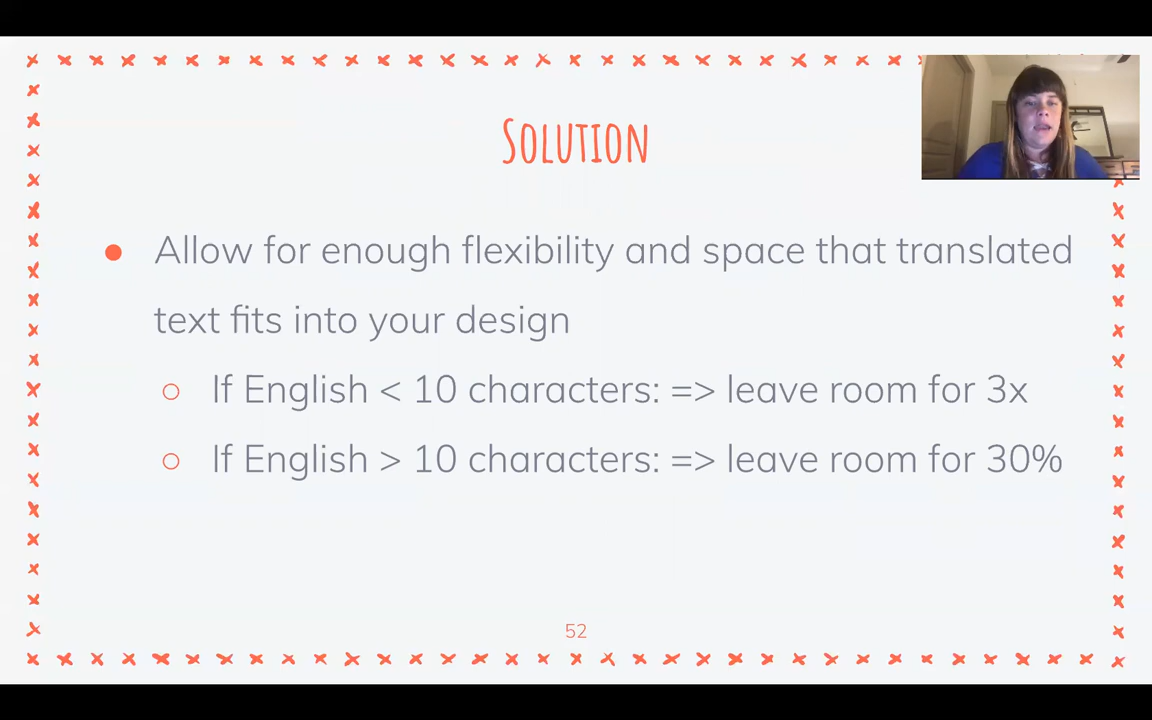 Solution
● Allow for enough flexibility and space that translated
text fits into your design
○ If English < 10 characters: => leave room for 3x
○ If English > 10 characters: => leave room for 30%
52